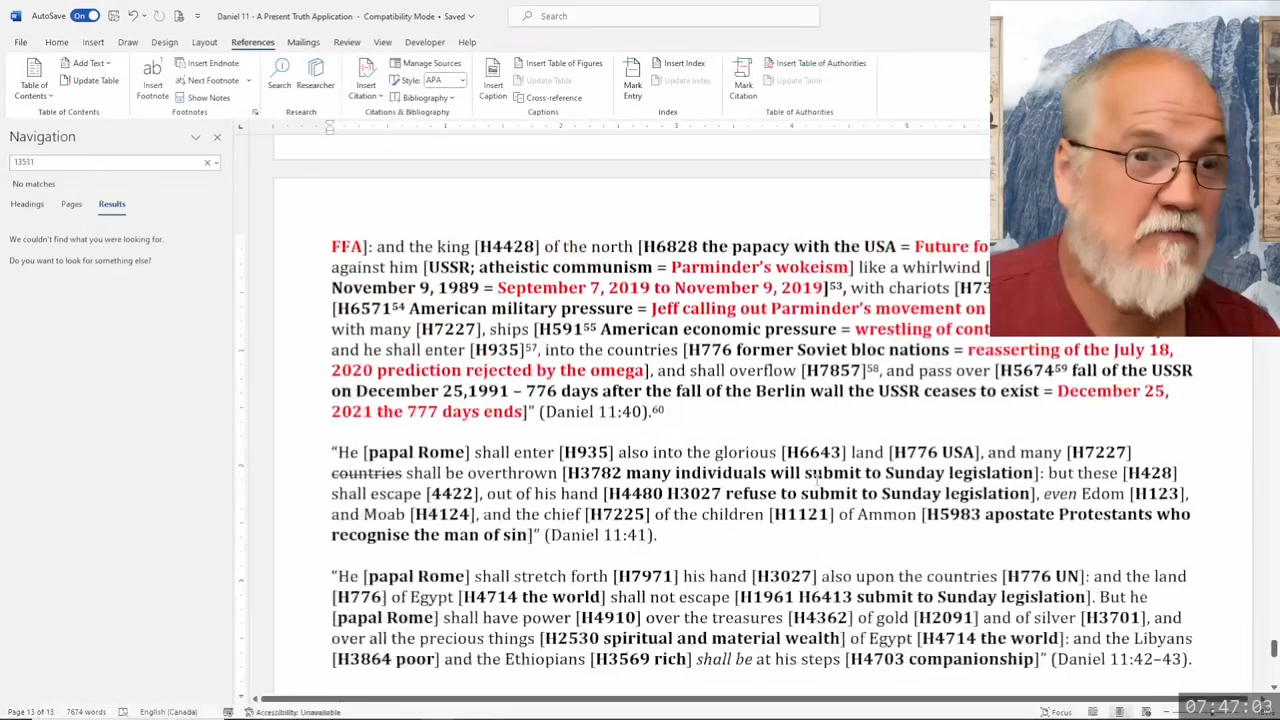 AutoSave On Daniel 11 - A Present Truth Application - Compatibility Mode • Saved Search
File Home Insert Draw Design Layout References Mailings Review View Developer Help
Table of Contents Add Text Update Table
Table of Contents
Insert Footnote Insert Endnote Next Footnote Show Notes
Footnotes
Search Researcher
Research
Insert Citation Manage Sources Style: APA Bibliography
Citations & Bibliography
Insert Caption Insert Table of Figures Update Table Cross-reference
Captions
Mark Entry Insert Index Update Index
Index
Mark Citation Insert Table of Authorities Update Table
Table of Authorities
Navigation
13531
No matches
Headings Pages Results
We couldn't find what you were looking for.
Do you want to look for something else?
FFA]: and the king [H4428] of the north [H6828 the papacy with the USA = Future fo
against him [USSR; atheistic communism = Parminder's wokeism] like a whirlwind [
November 9, 1989 = September 7, 2019 to November 9, 2019]53, with chariots [H73
[H657154 American military pressure = Jeff calling out Parminder's movement on
with many [H7227], ships [H59155 American economic pressure = wrestling of cont
and he shall enter [H935]57, into the countries [H776 former Soviet bloc nations = reasserting of the July 18,
2020 prediction rejected by the omega], and shall overflow [H7857]58, and pass over [H567459 fall of the USSR
on December 25,1991 – 776 days after the fall of the Berlin wall the USSR ceases to exist = December 25,
2021 the 777 days ends]" (Daniel 11:40).60
"He [papal Rome] shall enter [H935] also into the glorious [H6643] land [H776 USA], and many [H7227]
countries shall be overthrown [H3782 many individuals will submit to Sunday legislation]: but these [H428]
shall escape [4422], out of his hand [H4480 H3027 refuse to submit to Sunday legislation], even Edom [H123],
and Moab [H4124], and the chief [H7225] of the children [H1121] of Ammon [H5983 apostate Protestants who
recognise the man of sin]" (Daniel 11:41).
"He [papal Rome] shall stretch forth [H7971] his hand [H3027] also upon the countries [H776 UN]: and the land
[H776] of Egypt [H4714 the world] shall not escape [H1961 H6413 submit to Sunday legislation]. But he
[papal Rome] shall have power [H4910] over the treasures [H4362] of gold [H2091] and of silver [H3701], and
over all the precious things [H2530 spiritual and material wealth] of Egypt [H4714 the world]: and the Libyans
[H3864 poor] and the Ethiopians [H3569 rich] shall be at his steps [H4703 companionship]" (Daniel 11:42–43).
Page 13 of 13 7674 words English (Canada) Accessibility: Unavailable Focus
07:47:03